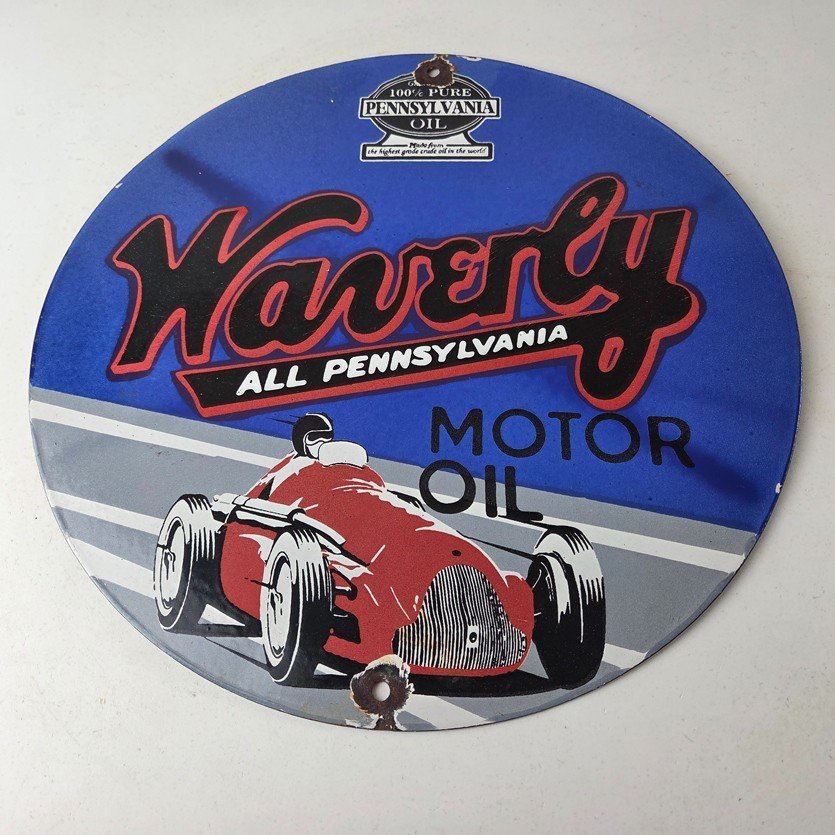 100% PURE
PENNSYLVANIA
OIL
Made from
the highest grade crude oil in the world
Waverly
ALL PENNSYLVANIA
MOTOR
OIL